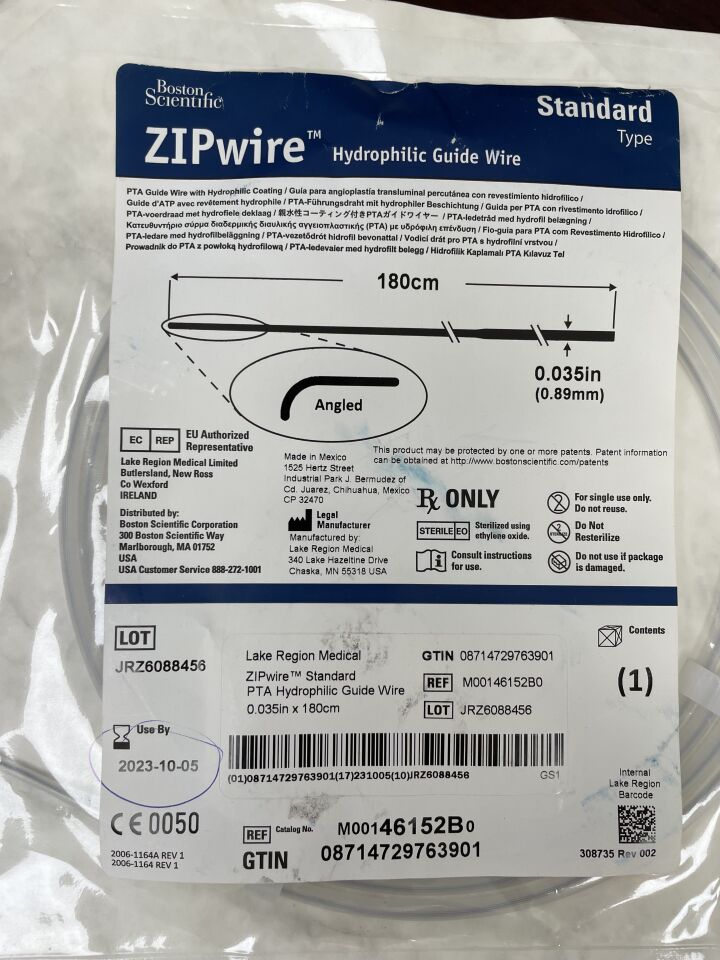 Boston
Scientific
Standard
Type
ZIPwire™ Hydrophilic Guide Wire
PTA Guide Wire with Hydrophilic Coating / Guía para angioplastia transluminal percutánea con revestimiento hidrofílico /
Guide d'ATP avec revêtement hydrophile / PTA-Führungsdraht mit hydrophiler Beschichtung / Guida per PTA con rivestimento idrofilico /
PTA-voerdraad met hydrofiele deklaag / 親水性コーティング付きPTAガイドワイヤー / PTA-ledetråd med hydrofil belægning /
Κατευθυντήριο σύρμα διαδερμικής διαυλικής αγγειοπλαστικής (PTA) με υδρόφιλη επένδυση / Fio-guia para PTA com Revestimento Hidrofílico /
PTA-ledare med hydrofilbeläggning / PTA-vezetődrót hidrofil bevonattal / Vodicí drát pro PTA s hydrofilní vrstvou /
Prowadnik do PTA z powłoką hydrofilową / PTA-ledevaier med hydrofilt belegg / Hidrofilik Kaplamalı PTA Kılavuz Tel
180cm
0.035in
(0.89mm)
Angled
EC REP EU Authorized
Representative
Lake Region Medical Limited
Butlersland, New Ross
Co Wexford
IRELAND
Distributed by:
Boston Scientific Corporation
300 Boston Scientific Way
Marlborough, MA 01752
USA
USA Customer Service 888-272-1001
Made in Mexico
1525 Hertz Street
Industrial Park J. Bermudez of
Cd. Juarez, Chihuahua, Mexico
CP 32470
Legal
Manufacturer
Manufactured by:
Lake Region Medical
340 Lake Hazeltine Drive
Chaska, MN 55318 USA
This product may be protected by one or more patents. Patent information
can be obtained at http://www.bostonscientific.com/patents
Rx ONLY
STERILE EO Sterilized using
ethylene oxide.
Consult instructions
for use.
For single use only.
Do not reuse.
Do Not
Resterilize
Do not use if package
is damaged.
LOT
JRZ6088456
Use By
2023-10-05
Lake Region Medical
ZIPwire™ Standard
PTA Hydrophilic Guide Wire
0.035in x 180cm
GTIN 08714729763901
REF M00146152B0
LOT JRZ6088456
(01)08714729763901(17)231005(10)JRZ6088456
GS1
Contents
(1)
Internal
Lake Region
Barcode
308735 Rev 002
CE 0050
2006-1164A REV 1
2006-1164 REV 1
REF Catalog No. M00146152B0
GTIN 08714729763901